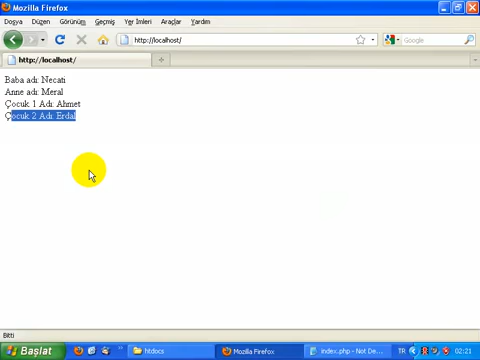 Mozilla Firefox
Dosya Düzen Görünüm Geçmiş Yer İmleri Araçlar Yardım
http://localhost/
Google
http://localhost/
Baba adı: Necati
Anne adı: Meral
Çocuk 1 Adı: Ahmet
Çocuk 2 Adı: Erdal
Bitti
Başlat
htdocs
Mozilla Firefox
index.php - Not De...
TR
02:21